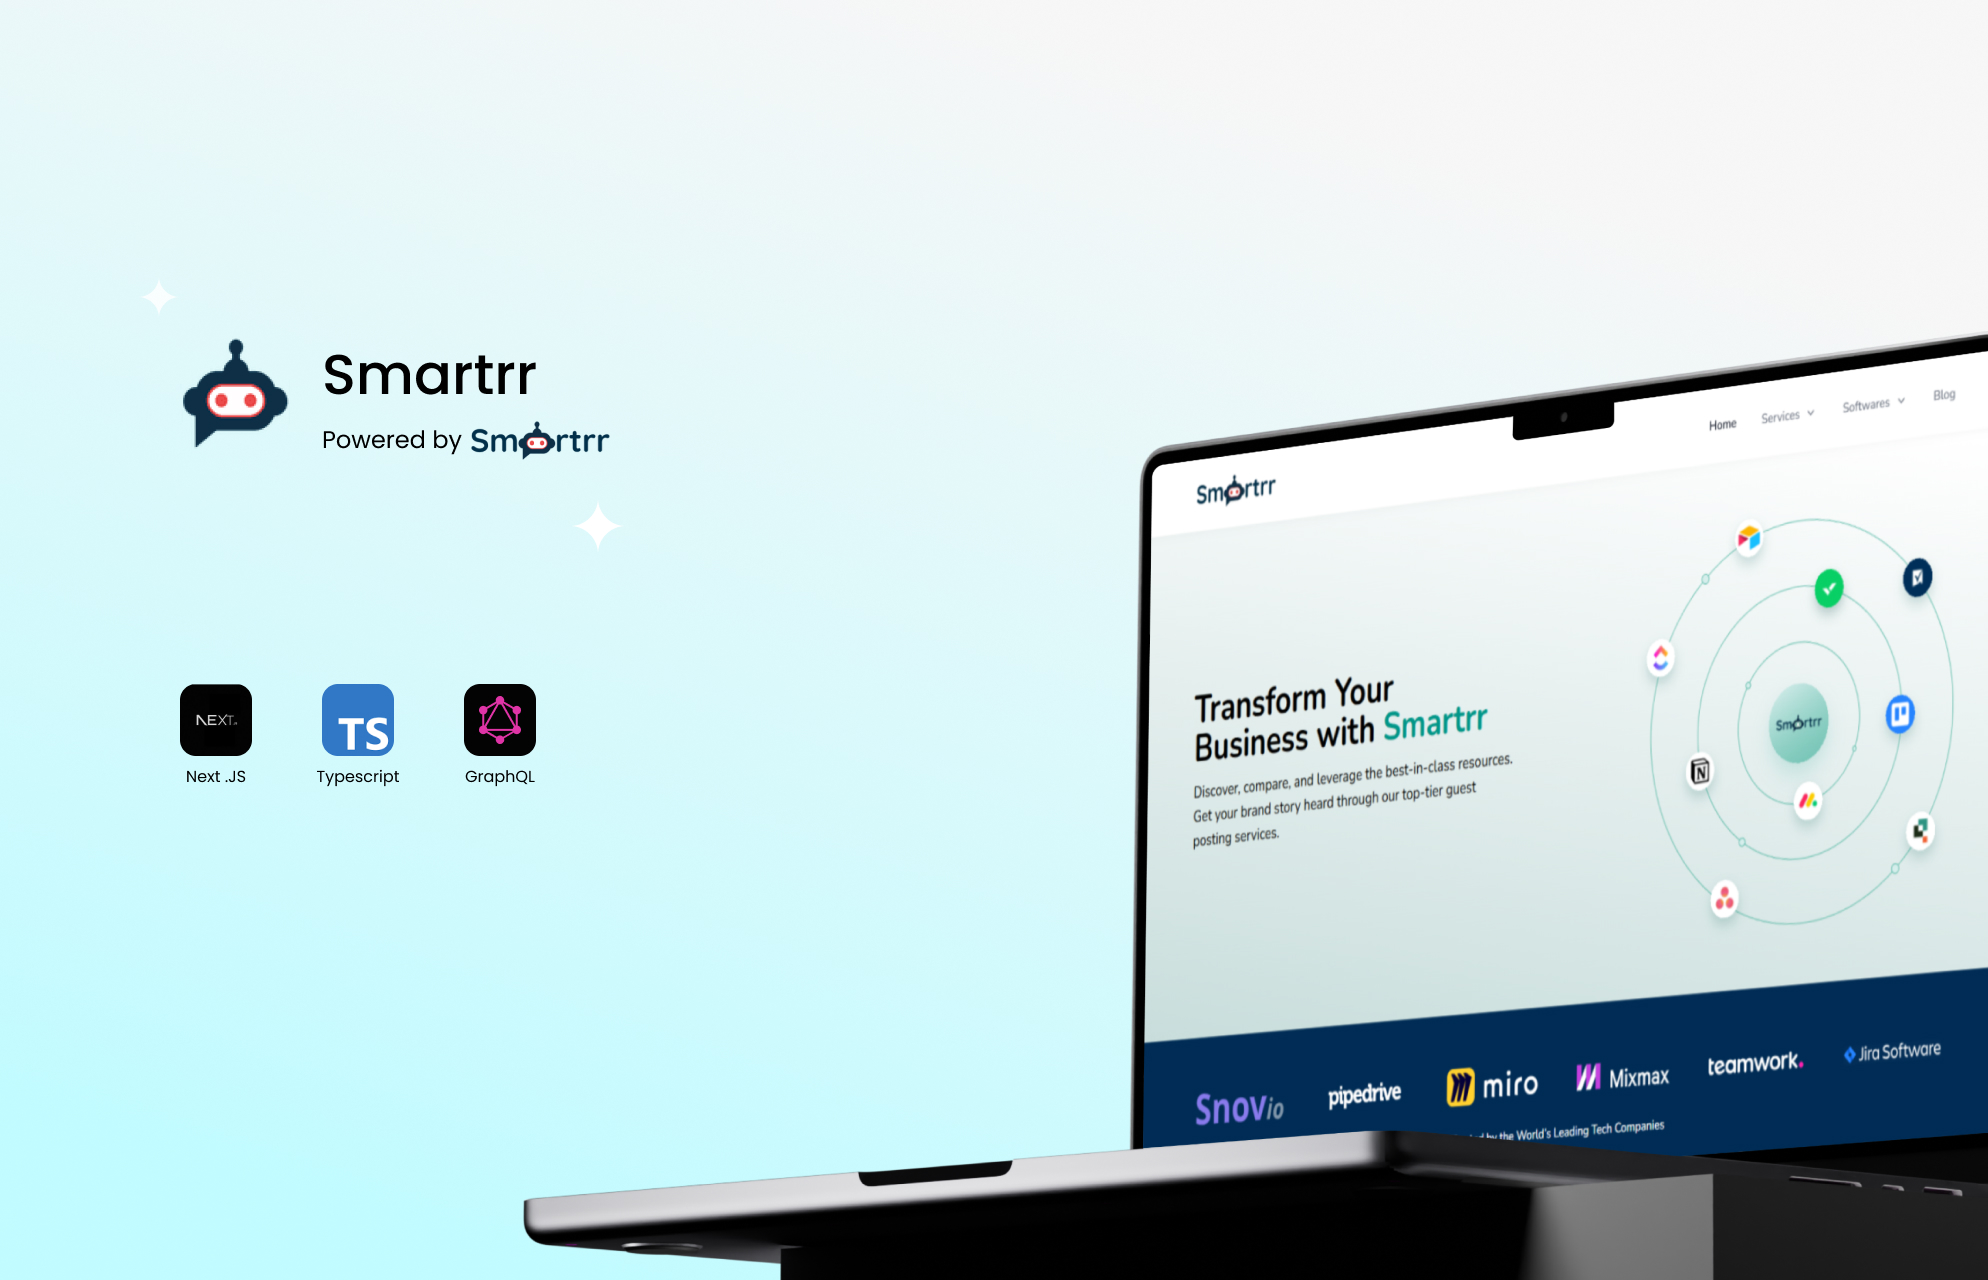 Smartrr
Powered by Smartrr
NEXT.
Next .JS
TS
Typescript
GraphQL
Smartrr
Home
Services
Softwares
Blog
Transform Your
Business with Smartrr
Discover, compare, and leverage the best-in-class resources.
Get your brand story heard through our top-tier guest
posting services.
Smartrr
Snovio
pipedrive
miro
Mixmax
teamwork.
Jira Software
by the World's Leading Tech Companies